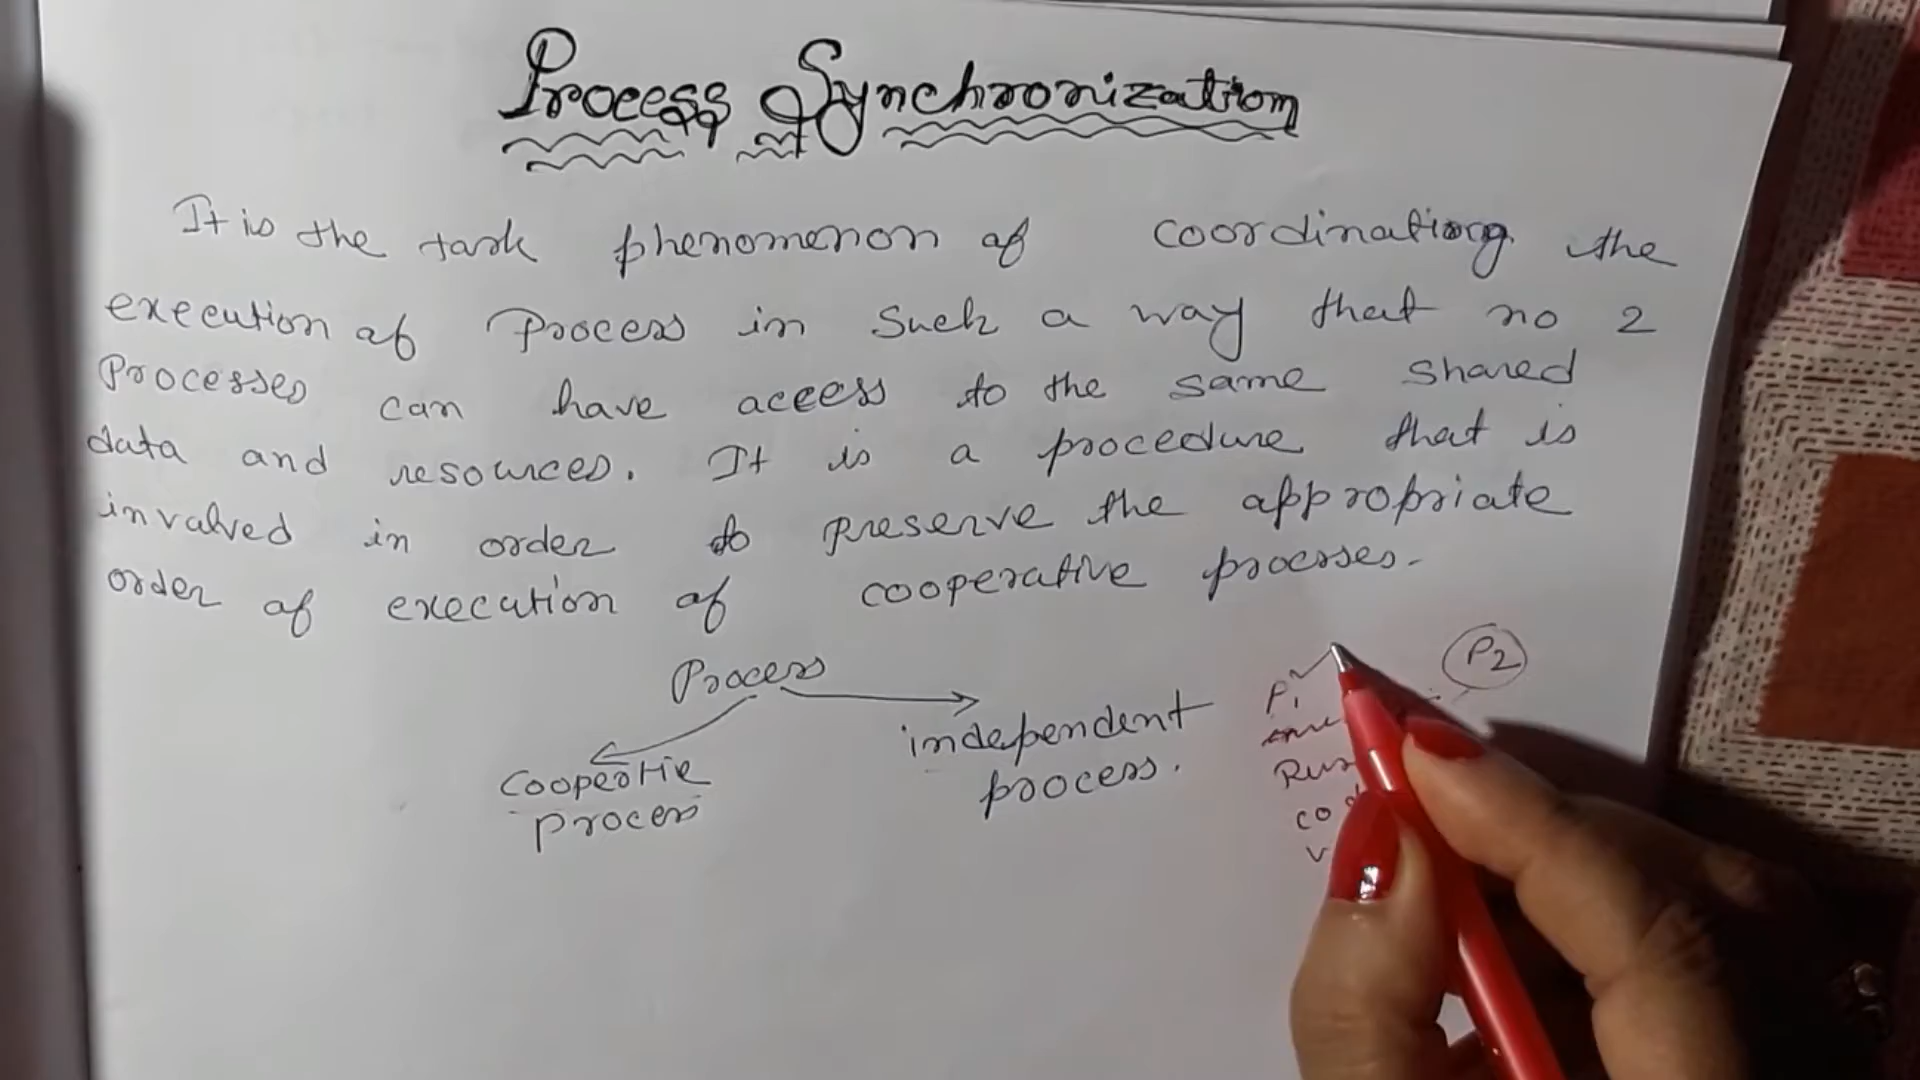 Process Synchronization
It is the task phenomenon of coordinationg the
execution of Process in such a way that no 2
Processes can have access to the same shared
data and resources. It is a procedure that is
involved in order to preserve the appropriate
order of execution of cooperative processes.
Process
P1
P2
independent
process.
process
co